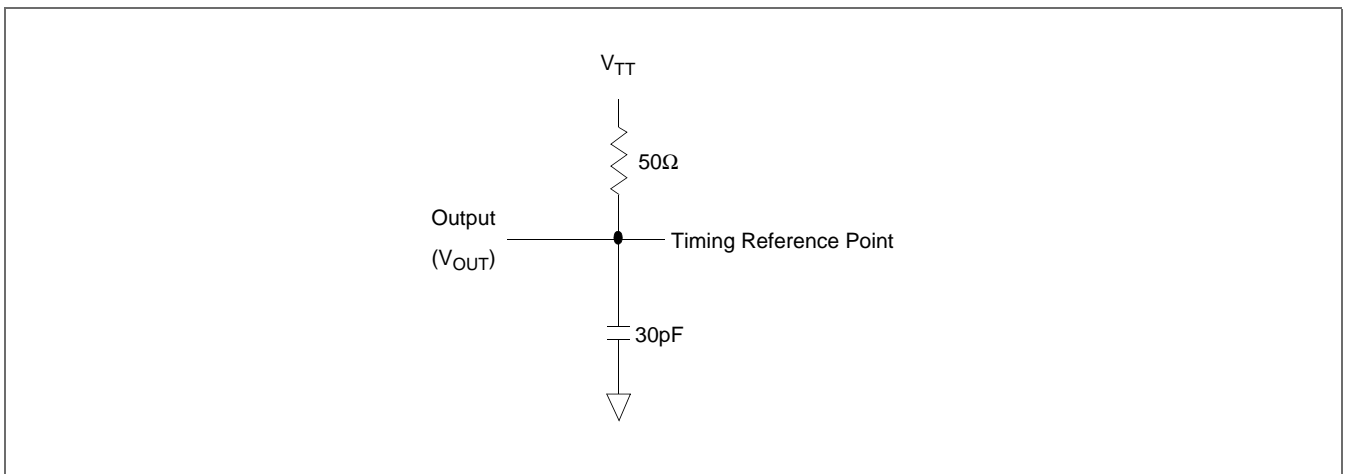 VTT
50Ω
Output
(VOUT)
Timing Reference Point
30pF